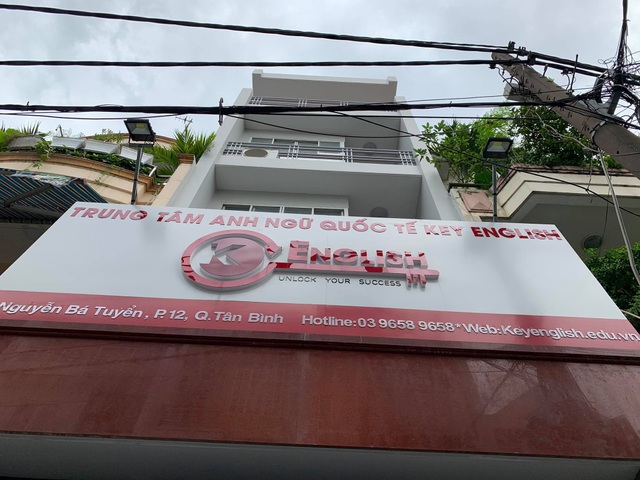 TRUNG TÂM ANH NGỮ QUỐC TẾ KEY ENGLISH
K ENGLISH
UNLOCK YOUR SUCCESS
Nguyễn Bá Tuyển, P.12, Q.Tân Bình Hotline:03 9658 9658*Web:Keyenglish.edu.vn